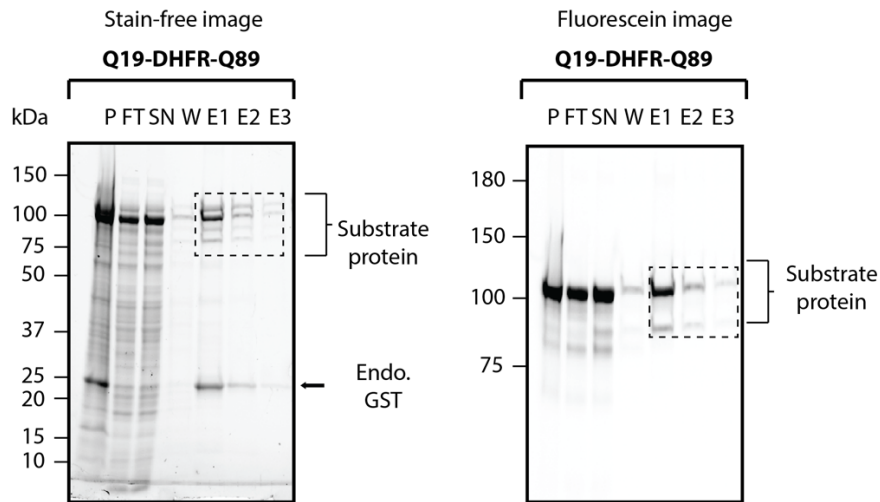 Stain-free image
Q19-DHFR-Q89
kDa P FT SN W E1 E2 E3
150
100
75
50
37
25
20
15
10
Substrate
protein
Endo.
GST
Fluorescein image
Q19-DHFR-Q89
P FT SN W E1 E2 E3
180
150
100
75
Substrate
protein